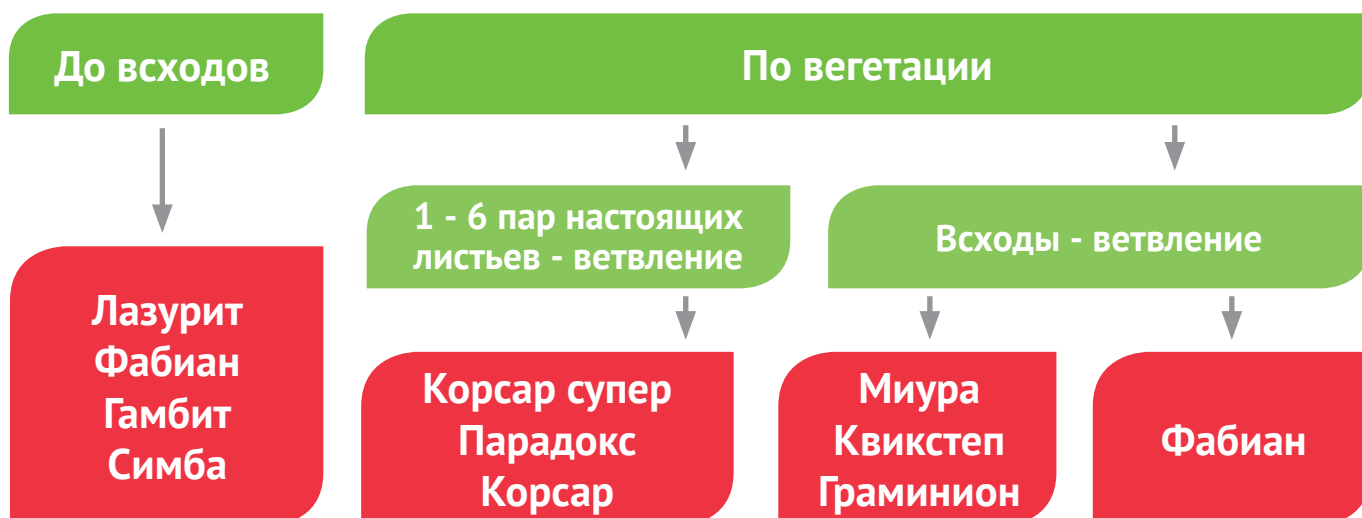 До всходов
По вегетации
1 - 6 пар настоящих
листьев - ветвление
Всходы - ветвление
Лазурит
Фабиан
Гамбит
Симба
Корсар супер
Парадокс
Корсар
Миура
Квикстеп
Граминион
Фабиан